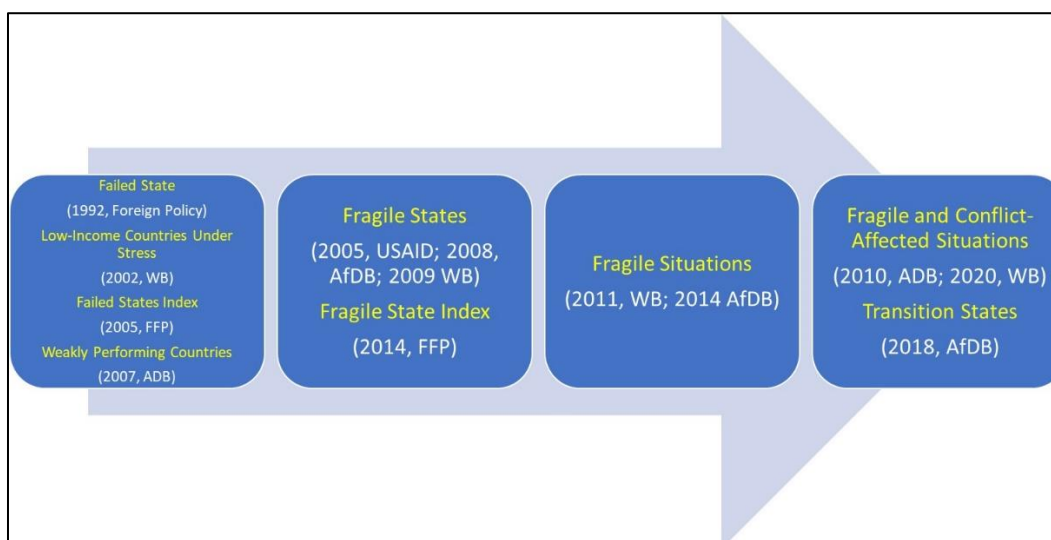 Failed State
(1992, Foreign Policy)
Low-Income Countries Under
Stress
(2002, WB)
Failed States Index
(2005, FFP)
Weakly Performing Countries
(2007, ADB)
Fragile States
(2005, USAID; 2008,
AfDB; 2009 WB)
Fragile State Index
(2014, FFP)
Fragile Situations
(2011, WB; 2014 AfDB)
Fragile and Conflict-
Affected Situations
(2010, ADB; 2020, WB)
Transition States
(2018, AfDB)